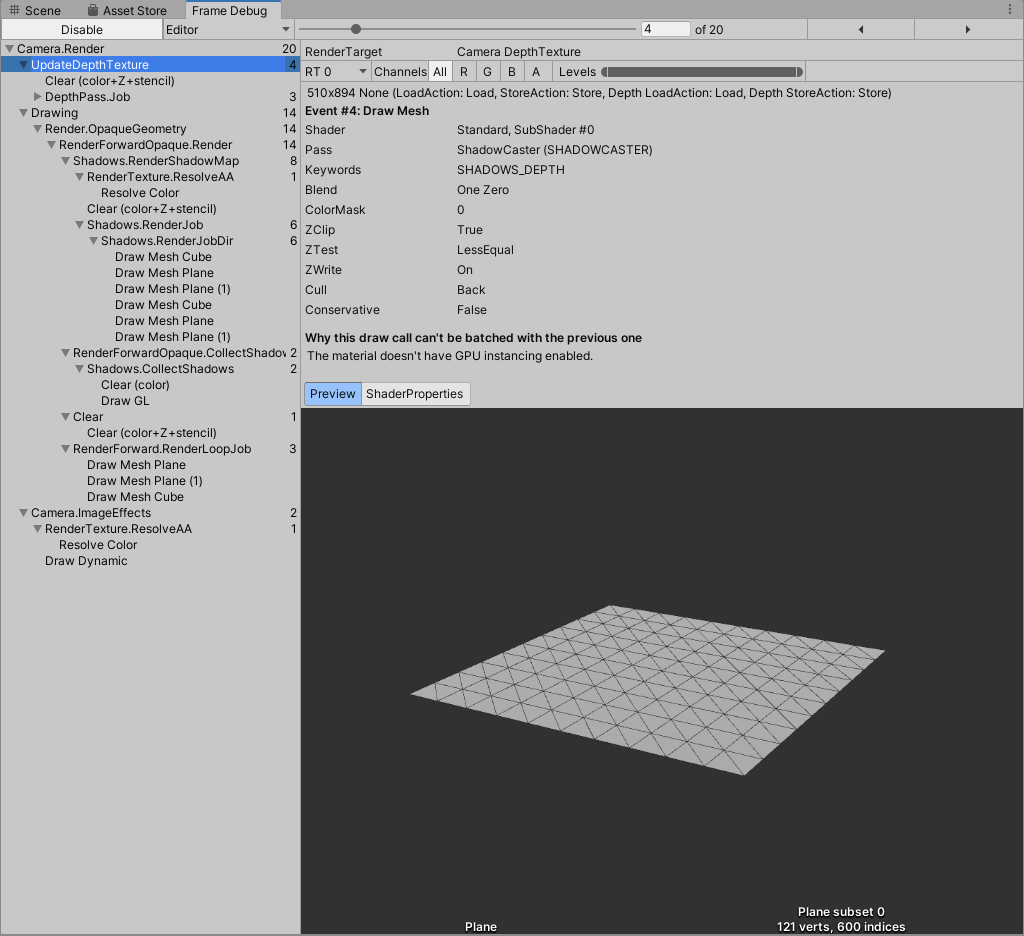 Scene Asset Store Frame Debug
Disable Editor 4 of 20
Camera.Render 20
UpdateDepthTexture 4
Clear (color+Z+stencil)
DepthPass.Job 3
Drawing 14
Render.OpaqueGeometry 14
RenderForwardOpaque.Render 14
Shadows.RenderShadowMap 8
RenderTexture.ResolveAA 1
Resolve Color
Clear (color+Z+stencil)
Shadows.RenderJob 6
Shadows.RenderJobDir 6
Draw Mesh Cube
Draw Mesh Plane
Draw Mesh Plane (1)
Draw Mesh Cube
Draw Mesh Plane
Draw Mesh Plane (1)
RenderForwardOpaque.CollectShadov 2
Shadows.CollectShadows 2
Clear (color)
Draw GL
Clear 1
Clear (color+Z+stencil)
RenderForward.RenderLoopJob 3
Draw Mesh Plane
Draw Mesh Plane (1)
Draw Mesh Cube
Camera.ImageEffects 2
RenderTexture.ResolveAA 1
Resolve Color
Draw Dynamic
RenderTarget Camera DepthTexture
RT 0 Channels All R G B A Levels
510x894 None (LoadAction: Load, StoreAction: Store, Depth LoadAction: Load, Depth StoreAction: Store)
Event #4: Draw Mesh
Shader Standard, SubShader #0
Pass ShadowCaster (SHADOWCASTER)
Keywords SHADOWS_DEPTH
Blend One Zero
ColorMask 0
ZClip True
ZTest LessEqual
ZWrite On
Cull Back
Conservative False
Why this draw call can't be batched with the previous one
The material doesn't have GPU instancing enabled.
Preview ShaderProperties
Plane
Plane subset 0
121 verts, 600 indices